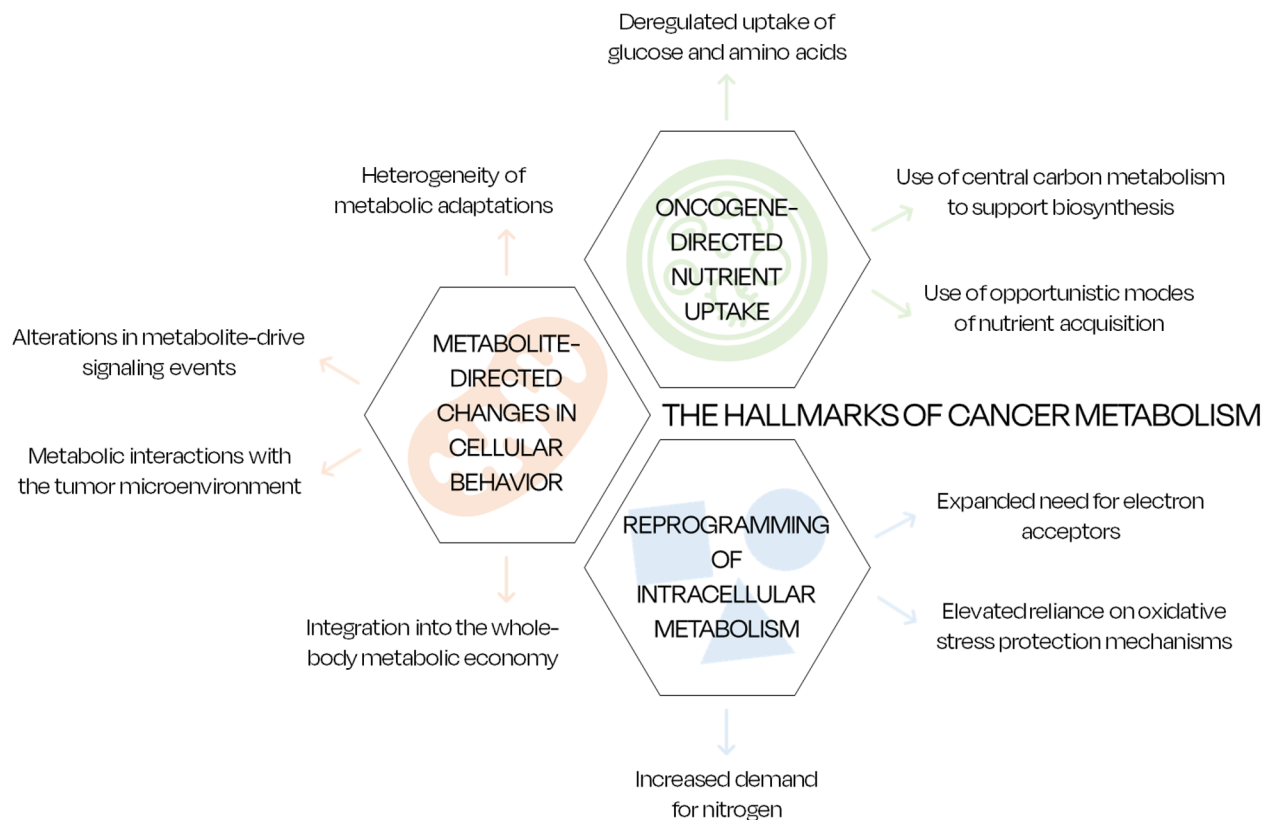 Deregulated uptake of
glucose and amino acids
Heterogeneity of
metabolic adaptations
ONCOGENE-
DIRECTED
NUTRIENT
UPTAKE
Use of central carbon metabolism
to support biosynthesis
Use of opportunistic modes
of nutrient acquisition
Alterations in metabolite-drive
signaling events
METABOLITE-
DIRECTED
CHANGES IN
CELLULAR
BEHAVIOR
Metabolic interactions with
the tumor microenvironment
THE HALLMARKS OF CANCER METABOLISM
REPROGRAMMING
OF
INTRACELLULAR
METABOLISM
Expanded need for electron
acceptors
Elevated reliance on oxidative
stress protection mechanisms
Integration into the whole-
body metabolic economy
Increased demand
for nitrogen